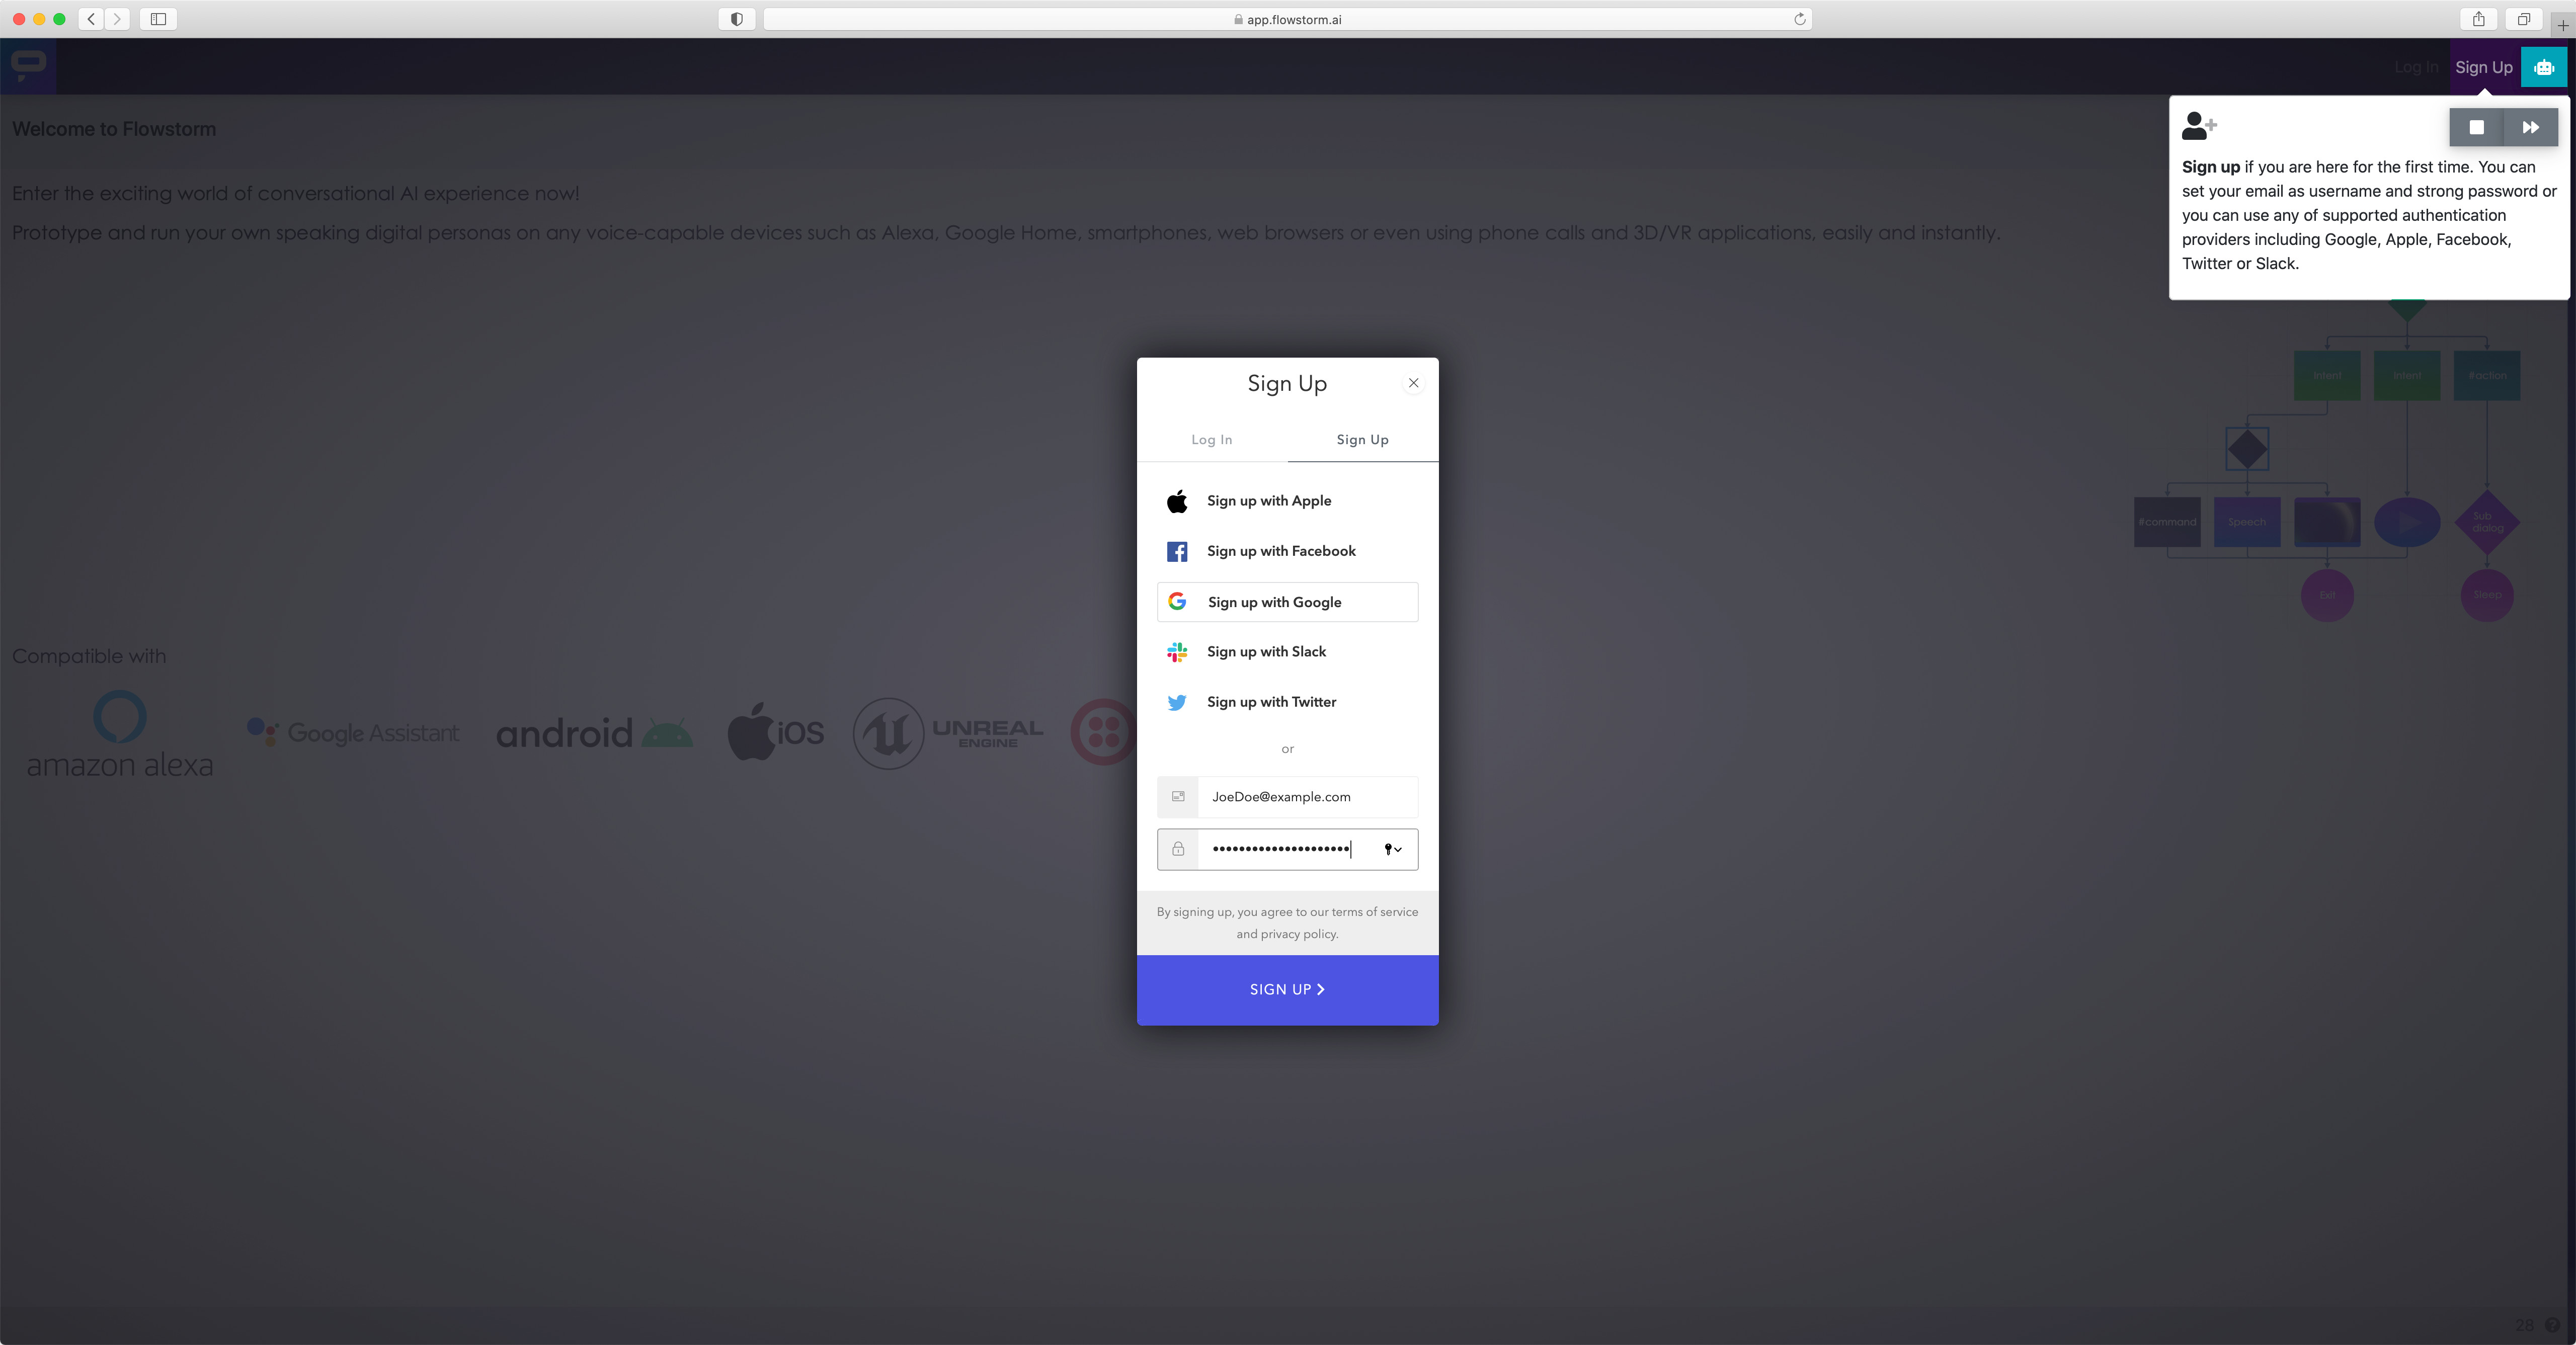 app.flowstorm.ai
Log In
Sign Up
Welcome to Flowstorm
Sign up if you are here for the first time. You can
set your email as username and strong password or
you can use any of supported authentication
providers including Google, Apple, Facebook,
Twitter or Slack.
Enter the exciting world of conversational AI experience now!
Prototype and run your own speaking digital personas on any voice-capable devices such as Alexa, Google Home, smartphones, web browsers or even using phone calls and 3D/VR applications, easily and instantly.
Intent
Intent
#action
#command
Speech
Sub
dialog
Exit
Sleep
Sign Up
Log In
Sign Up
Sign up with Apple
Sign up with Facebook
Sign up with Google
Sign up with Slack
Sign up with Twitter
or
JoeDoe@example.com
By signing up, you agree to our terms of service
and privacy policy.
SIGN UP
Compatible with
amazon alexa
Google Assistant
android
iOS
UNREAL
ENGINE
28